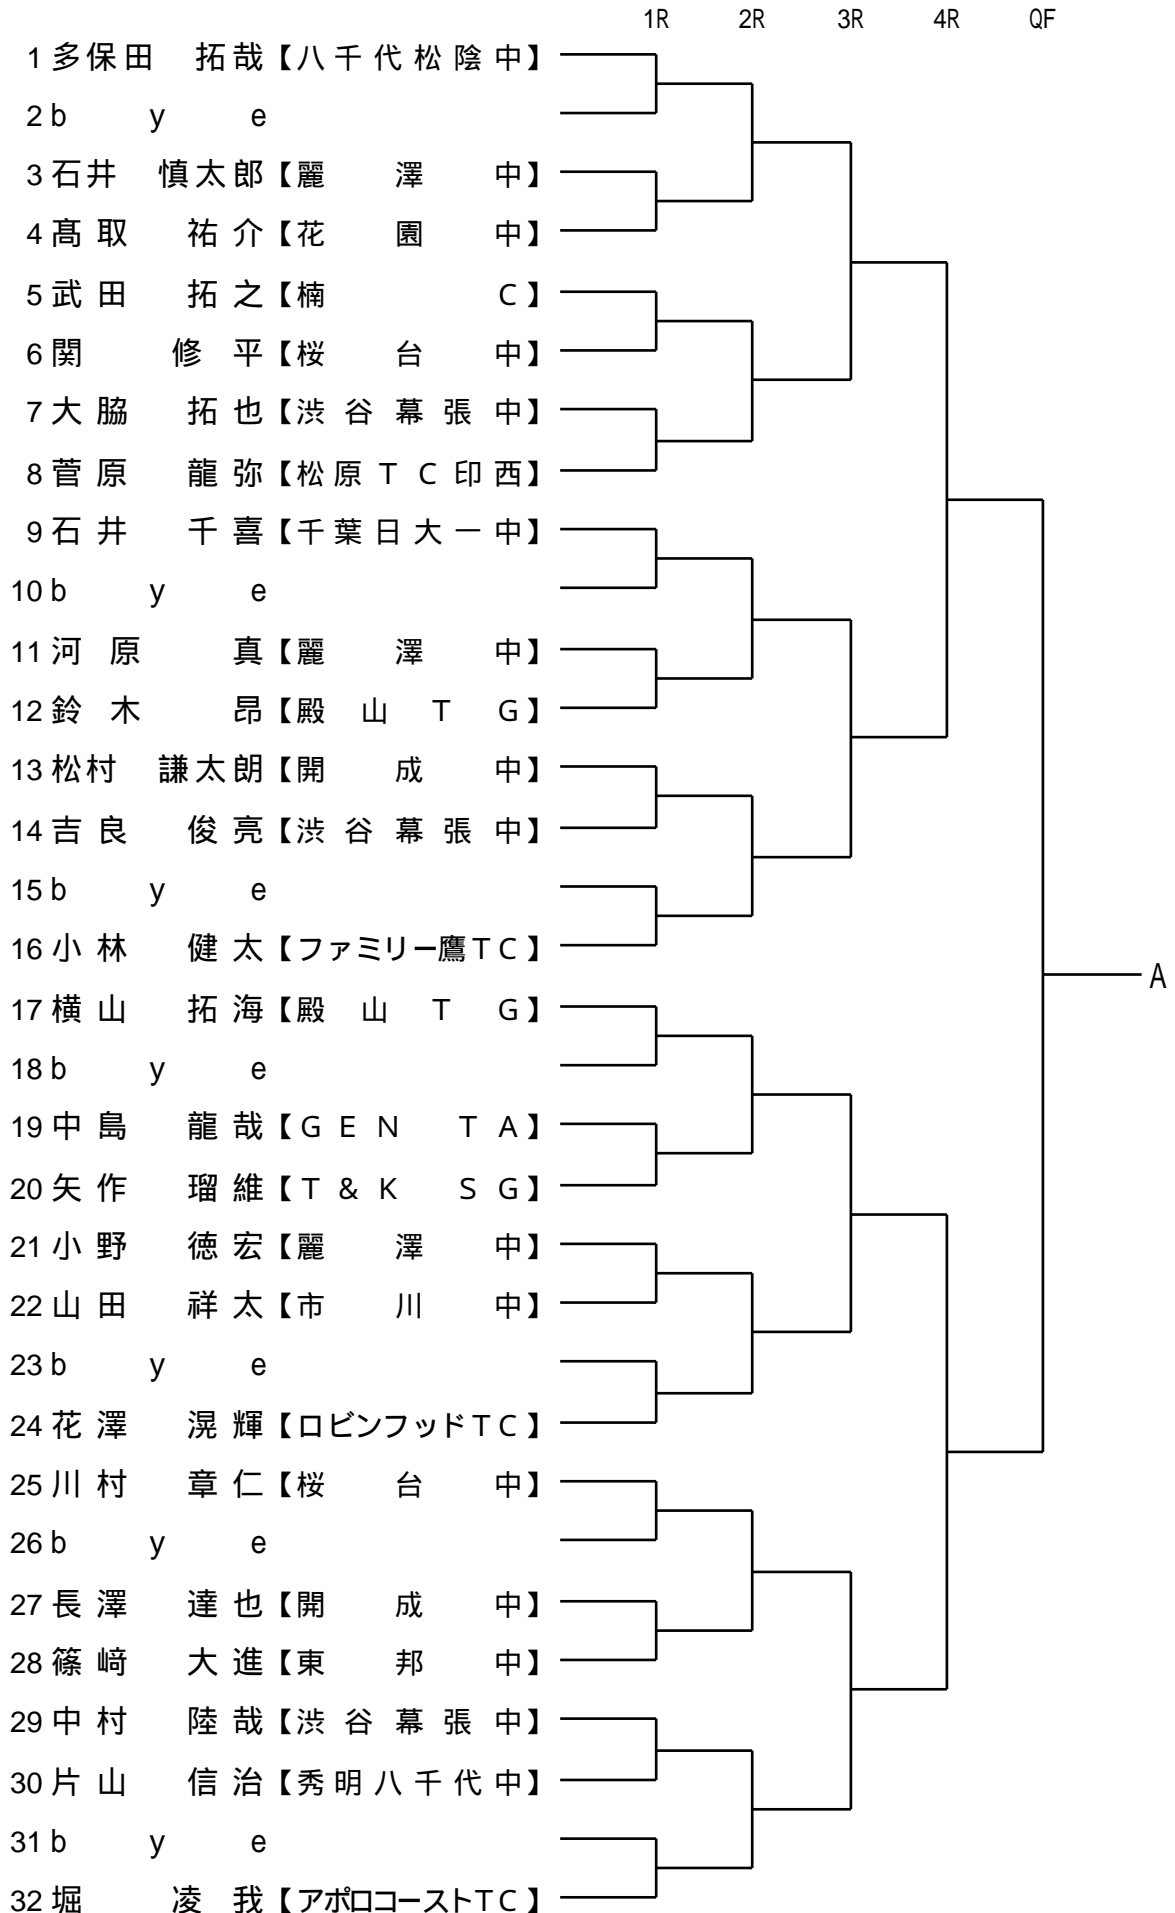 1R 2R 3R 4R QF
1 多保田 拓哉【八千代松陰中】
2 bye
3 石井 慎太郎【麗澤中】
4 髙取 祐介【花園中】
5 武田 拓之【楠C】
6 関 修平【桜台中】
7 大脇 拓也【渋谷幕張中】
8 菅原 龍弥【松原TC印西】
9 石井 千喜【千葉日大一中】
10 bye
11 河原 真【麗澤中】
12 鈴木 昂【殿山TG】
13 松村 謙太朗【開成中】
14 吉良 俊亮【渋谷幕張中】
15 bye
16 小林 健太【ファミリー鷹TC】
A
17 横山 拓海【殿山TG】
18 bye
19 中島 龍哉【GEN TA】
20 矢作 瑠維【T&K SG】
21 小野 徳宏【麗澤中】
22 山田 祥太【市川中】
23 bye
24 花澤 滉輝【ロビンフッドTC】
25 川村 章仁【桜台中】
26 bye
27 長澤 達也【開成中】
28 篠﨑 大進【東邦中】
29 中村 陸哉【渋谷幕張中】
30 片山 信治【秀明八千代中】
31 bye
32 堀 凌我【アポロコーストTC】